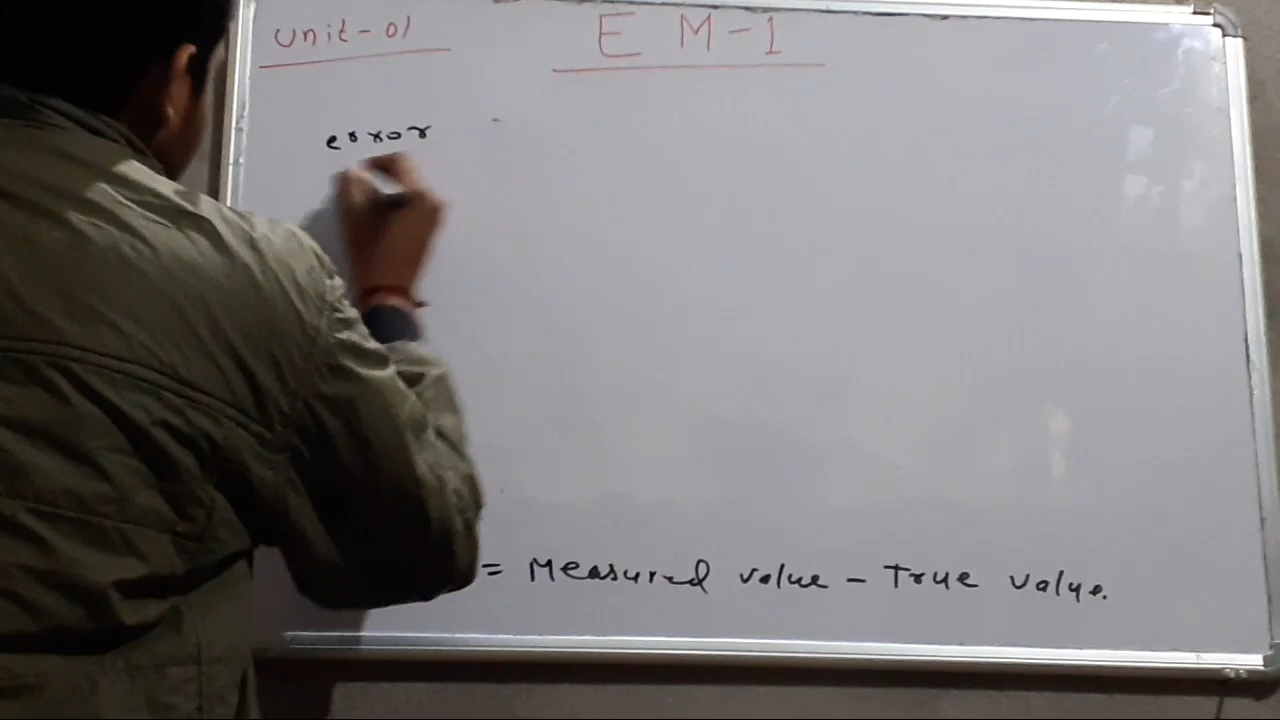 Unit-01
E M-1
error
= Measured value - True value.